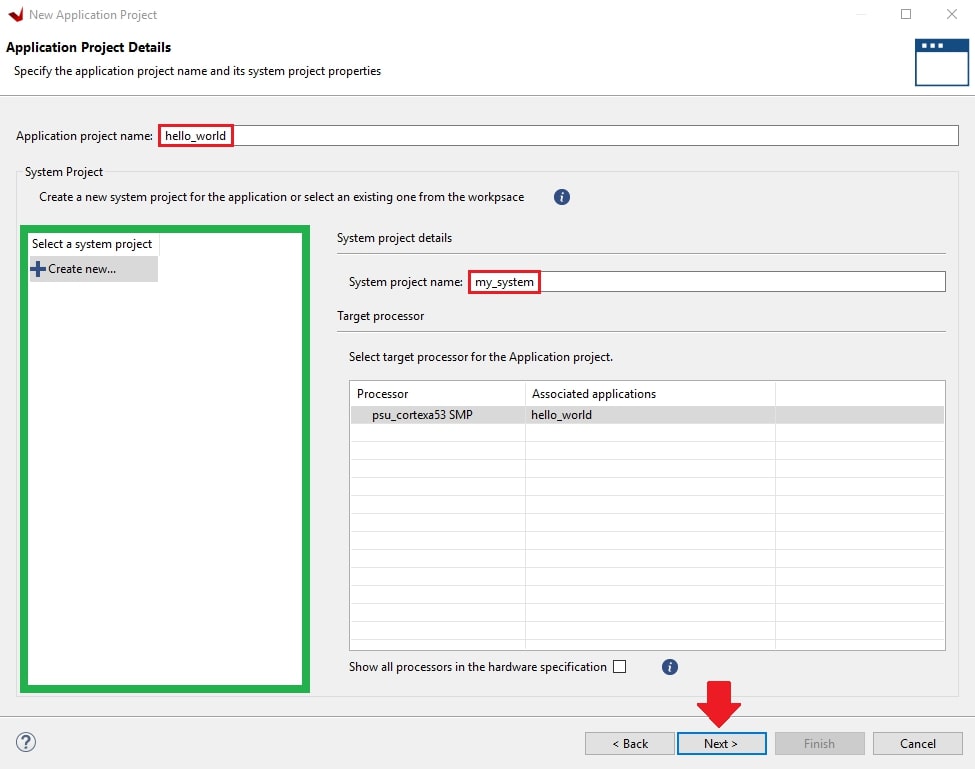 New Application Project
Application Project Details
Specify the application project name and its system project properties
Application project name: hello_world
System Project
Create a new system project for the application or select an existing one from the workpsace
Select a system project
Create new...
System project details
System project name: my_system
Target processor
Select target processor for the Application project.
Processor Associated applications
psu_cortexa53 SMP hello_world
Show all processors in the hardware specification
< Back Next > Finish Cancel